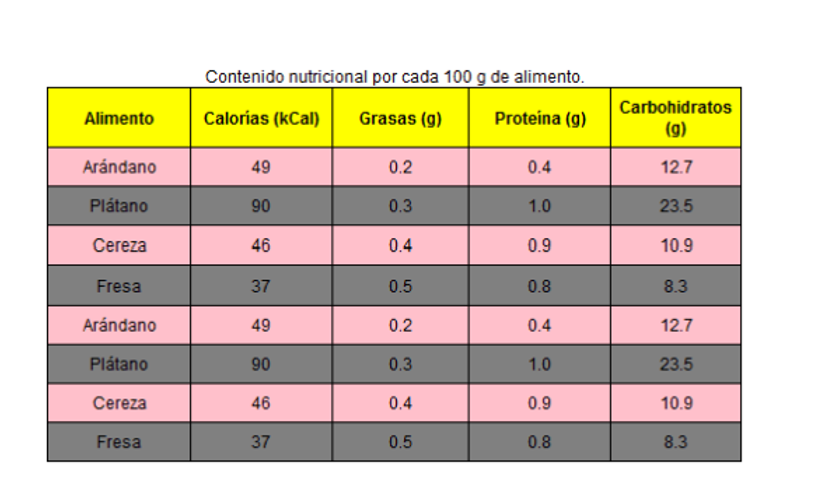 Contenido nutricional por cada 100 g de alimento.
Alimento Calorías (kCal) Grasas (g) Proteína (g) Carbohidratos (g)
Arándano 49 0.2 0.4 12.7
Plátano 90 0.3 1.0 23.5
Cereza 46 0.4 0.9 10.9
Fresa 37 0.5 0.8 8.3
Arándano 49 0.2 0.4 12.7
Plátano 90 0.3 1.0 23.5
Cereza 46 0.4 0.9 10.9
Fresa 37 0.5 0.8 8.3